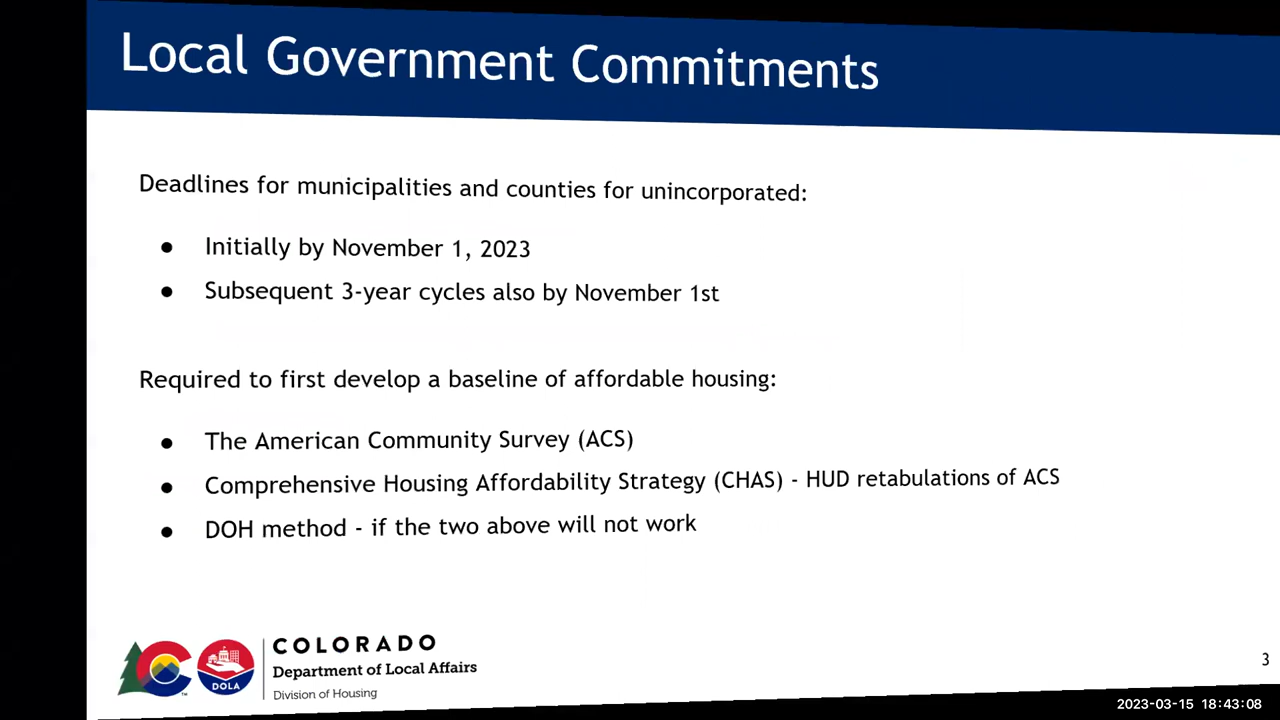 Local Government Commitments
Deadlines for municipalities and counties for unincorporated:
● Initially by November 1, 2023
● Subsequent 3-year cycles also by November 1st
Required to first develop a baseline of affordable housing:
● The American Community Survey (ACS)
● Comprehensive Housing Affordability Strategy (CHAS) - HUD retabulations of ACS
● DOH method - if the two above will not work
COLORADO
Department of Local Affairs
Division of Housing
DOLA
TM
3
2023-03-15 18:43:08